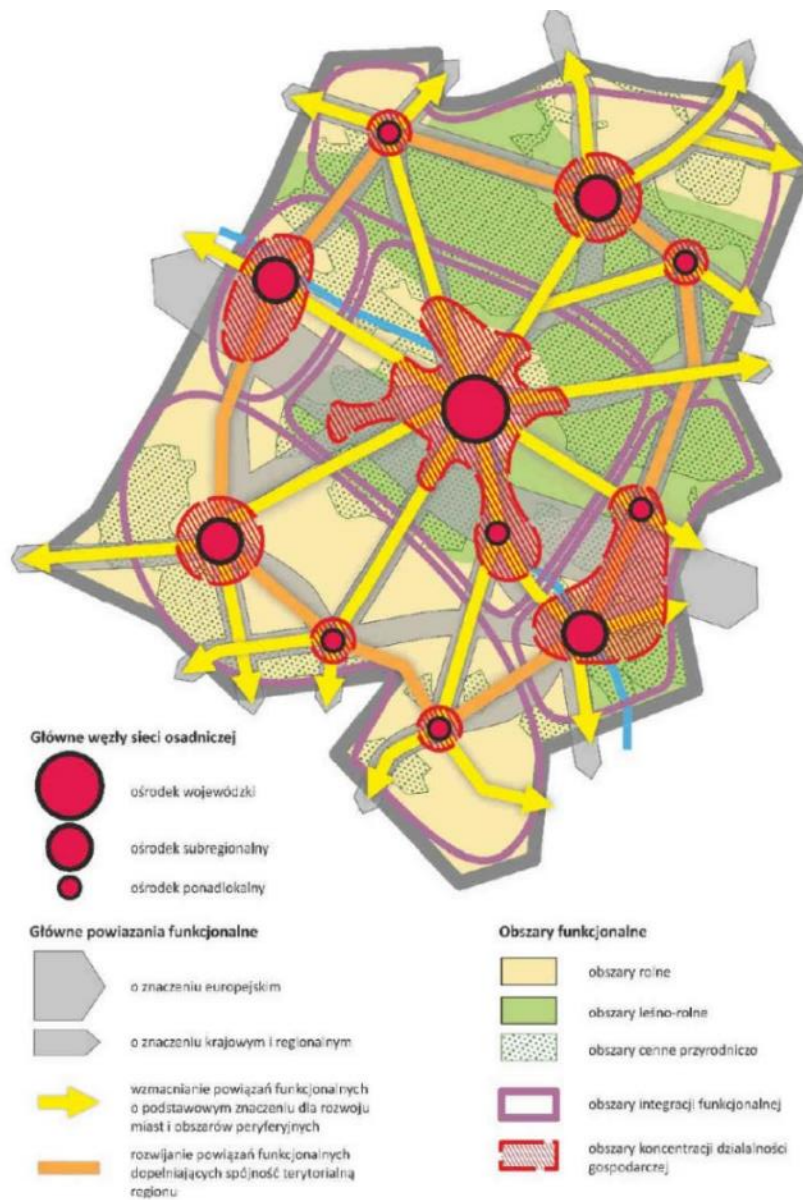 Główne węzły sieci osadniczej
ośrodek wojewódzki
ośrodek subregionalny
ośrodek ponadlokalny
Główne powiazania funkcjonalne
o znaczeniu europejskim
o znaczeniu krajowym i regionalnym
wzmacnianie powiązań funkcjonalnych
o podstawowym znaczeniu dla rozwoju
miast i obszarów peryferyjnych
rozwijanie powiązań funkcjonalnych
dopełniających spójność terytorialną
regionu
Obszary funkcjonalne
obszary rolne
obszary leśno-rolne
obszary cenne przyrodniczo
obszary integracji funkcjonalnej
obszary koncentracji działalności
gospodarczej